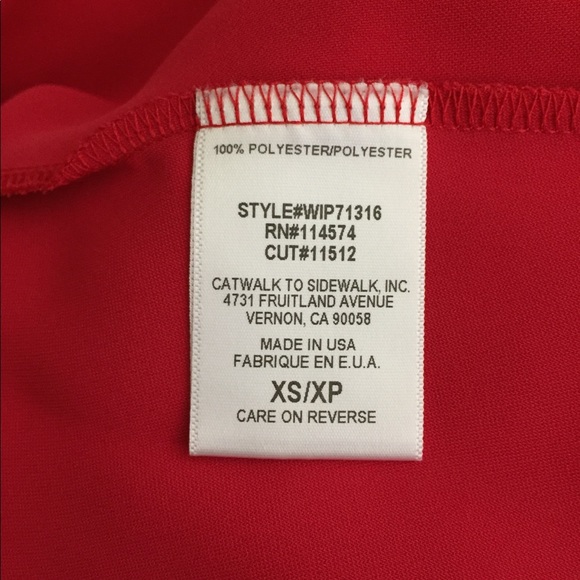 100% POLYESTER/POLYESTER
STYLE#WIP71316
RN#114574
CUT#11512
CATWALK TO SIDEWALK, INC.
4731 FRUITLAND AVENUE
VERNON, CA 90058
MADE IN USA
FABRIQUE EN E.U.A.
XS/XP
CARE ON REVERSE